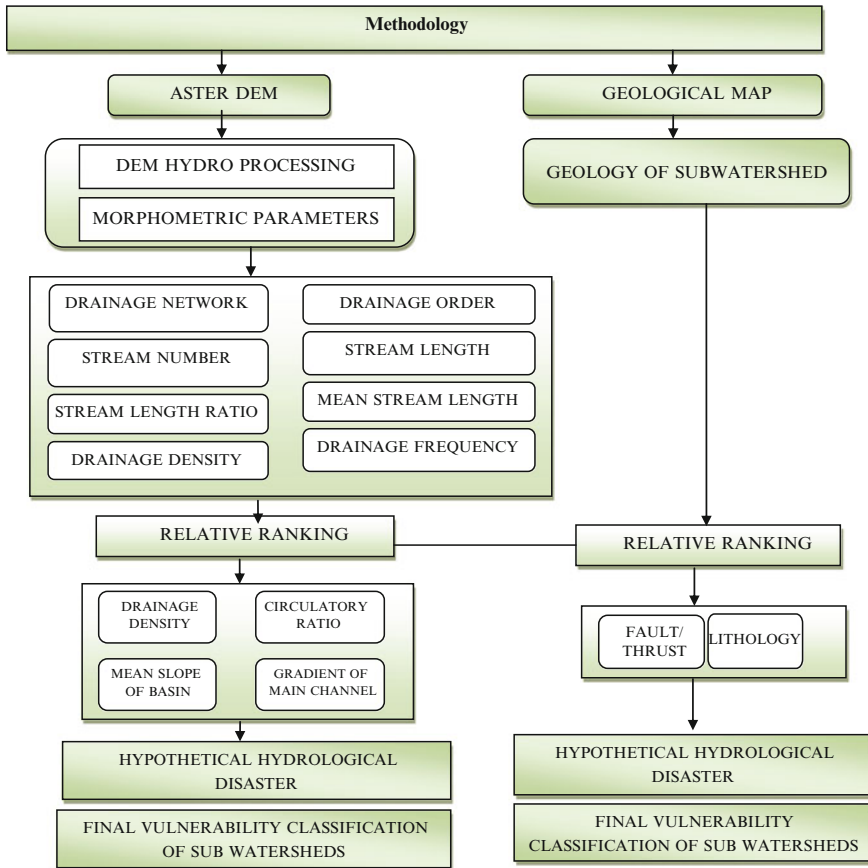 Methodology
ASTER DEM
GEOLOGICAL MAP
DEM HYDRO PROCESSING
MORPHOMETRIC PARAMETERS
GEOLOGY OF SUBWATERSHED
DRAINAGE NETWORK
DRAINAGE ORDER
STREAM NUMBER
STREAM LENGTH
STREAM LENGTH RATIO
MEAN STREAM LENGTH
DRAINAGE DENSITY
DRAINAGE FREQUENCY
RELATIVE RANKING
RELATIVE RANKING
DRAINAGE
DENSITY
CIRCULATORY
RATIO
MEAN SLOPE
OF BASIN
GRADIENT OF
MAIN CHANNEL
FAULT/
THRUST
LITHOLOGY
HYPOTHETICAL HYDROLOGICAL
DISASTER
FINAL VULNERABILITY CLASSIFICATION
OF SUB WATERSHEDS
HYPOTHETICAL HYDROLOGICAL
DISASTER
FINAL VULNERABILITY
CLASSIFICATION OF SUB WATERSHEDS